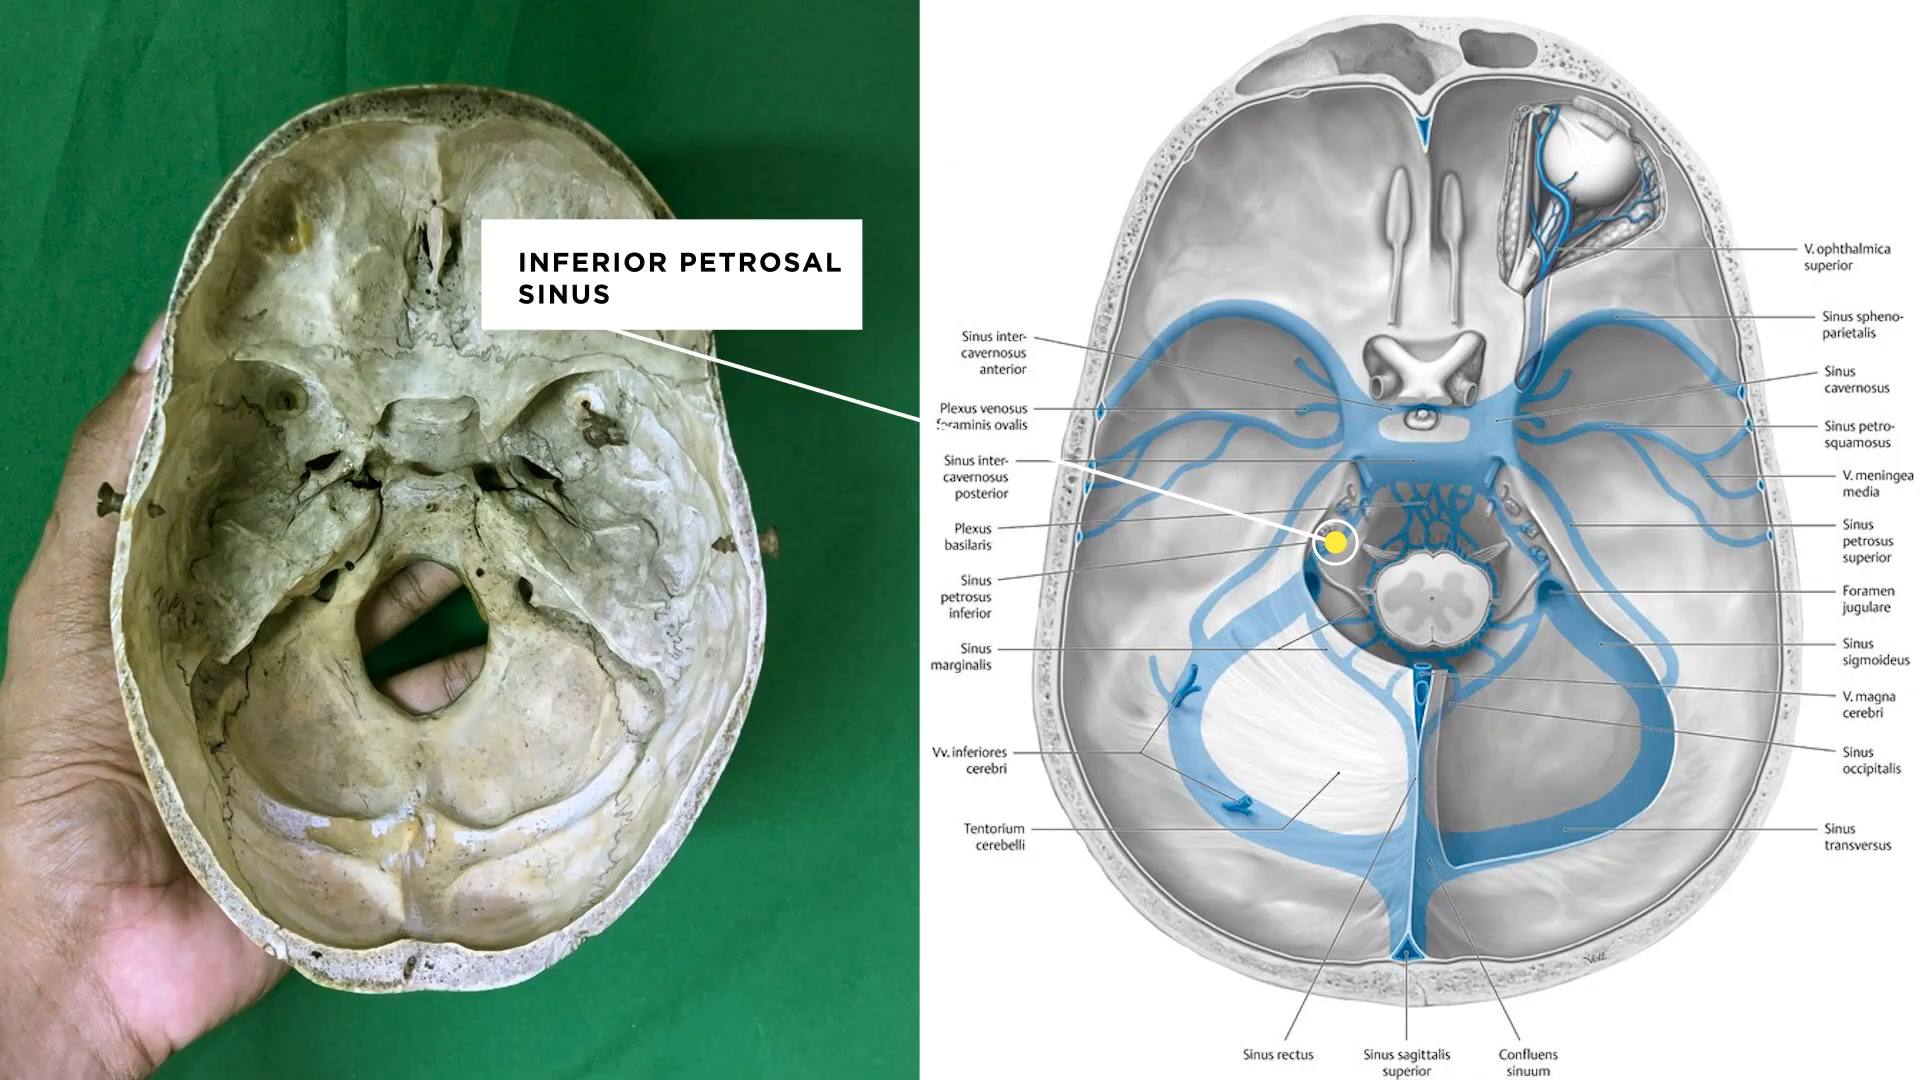 INFERIOR PETROSAL
SINUS
Sinus inter-
cavernosus
anterior
Plexus venosus
foraminis ovalis
Sinus inter-
cavernosus
posterior
Plexus
basilaris
Sinus
petrosus
inferior
Sinus
marginalis
Vv. inferiores
cerebri
Tentorium
cerebelli
V. ophthalmica
superior
Sinus spheno-
parietalis
Sinus
cavernosus
Sinus petro-
squamosus
V. meningea
media
Sinus
petrosus
superior
Foramen
jugulare
Sinus
sigmoideus
V. magna
cerebri
Sinus
occipitalis
Sinus
transversus
Sinus rectus
Sinus sagittalis
superior
Confluens
sinuum